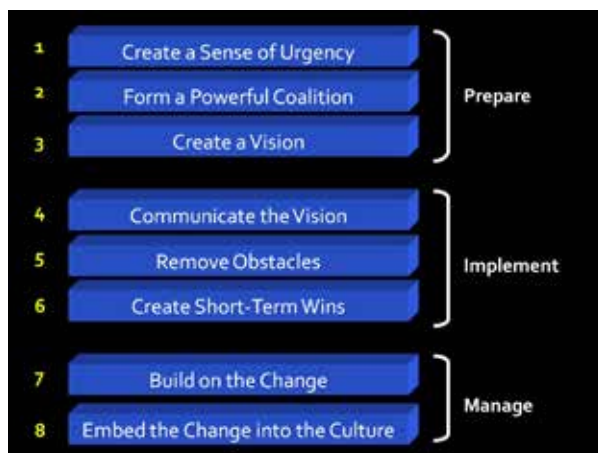 1 Create a Sense of Urgency
2 Form a Powerful Coalition
3 Create a Vision
Prepare
4 Communicate the Vision
5 Remove Obstacles
6 Create Short-Term Wins
Implement
7 Build on the Change
8 Embed the Change into the Culture
Manage